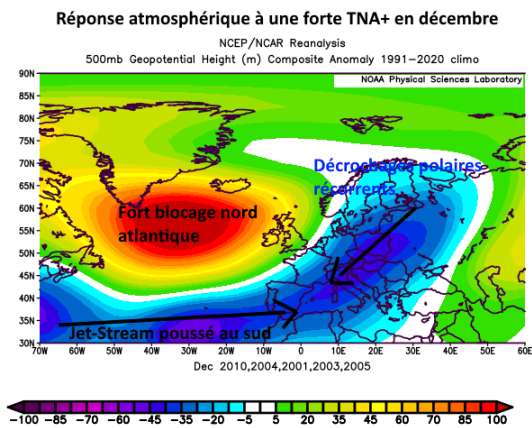 Réponse atmosphérique à une forte TNA+ en décembre
NCEP/NCAR Reanalysis
500mb Geopotential Height (m) Composite Anomaly 1991-2020 climo
NOAA Physical Sciences Laboratory
90N
85N
80N
75N
70N
65N
60N
55N
50N
45N
40N
35N
30N
Décrochages polaires
récurrents
Fort blocage nord
atlantique
Jet-Stream poussé au sud
70W 60W 50W 40W 30W 20W 10W 0 10E 20E 30E 40E 50E 60E
Dec 2010,2004,2001,2003,2005
-100 -85 -70 -60 -45 -35 -20 -5 5 20 35 45 60 70 85 100